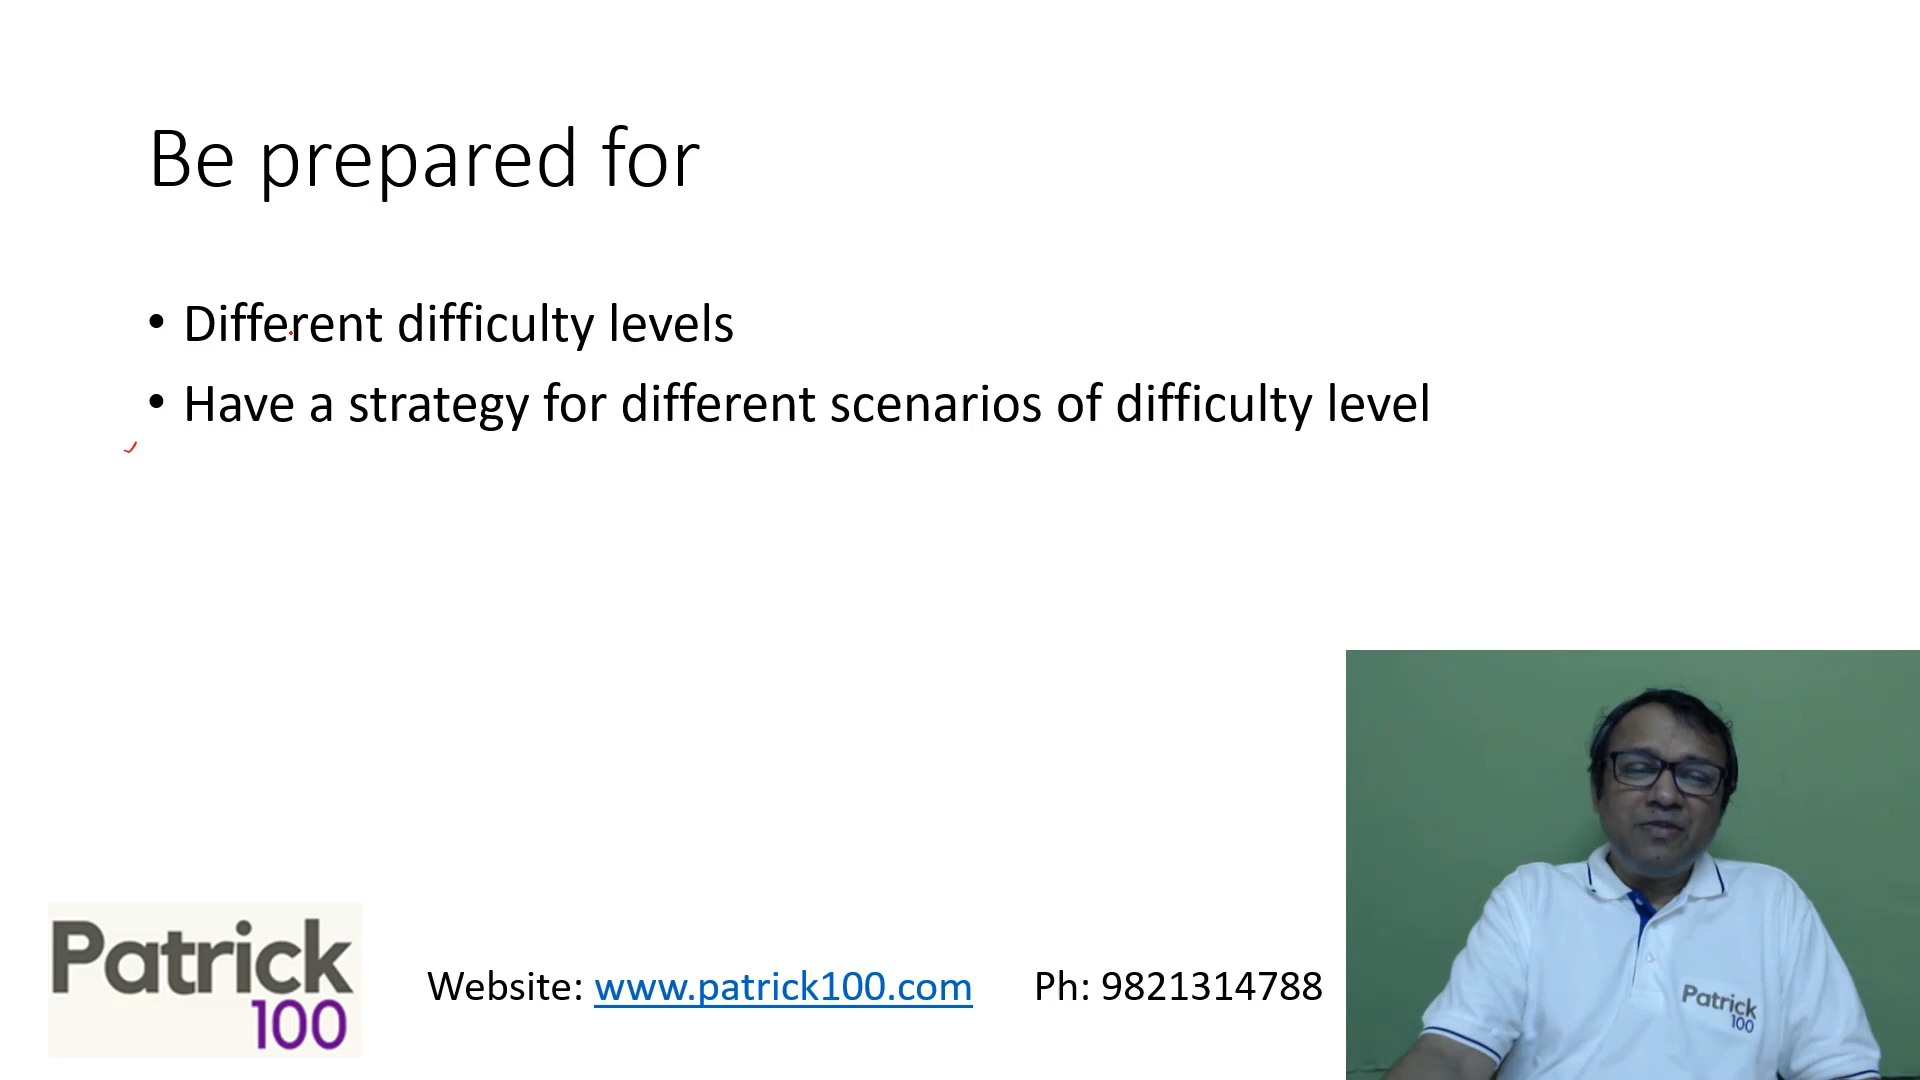 Be prepared for
• Different difficulty levels
• Have a strategy for different scenarios of difficulty level
Patrick
100
Website: www.patrick100.com Ph: 9821314788
Patrick
100